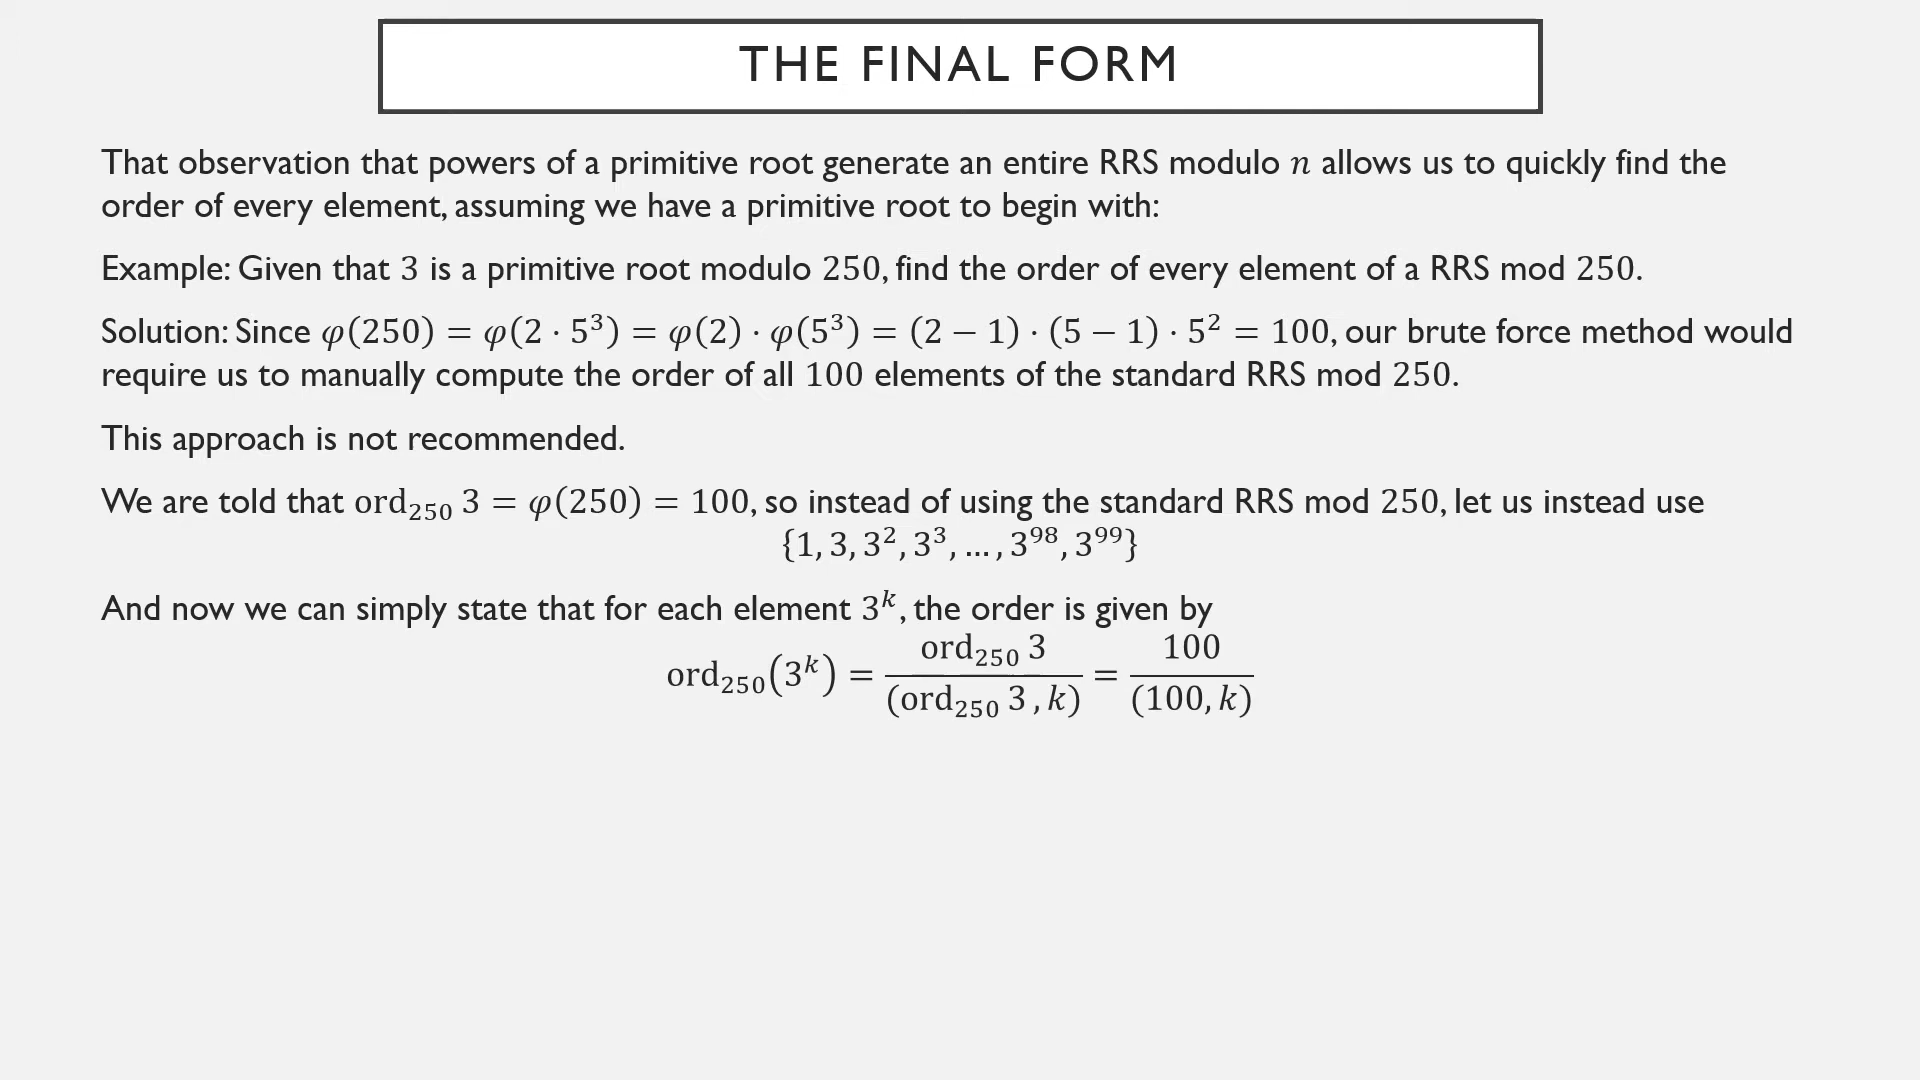 THE FINAL FORM
That observation that powers of a primitive root generate an entire RRS modulo n allows us to quickly find the
order of every element, assuming we have a primitive root to begin with:
Example: Given that 3 is a primitive root modulo 250, find the order of every element of a RRS mod 250.
Solution: Since φ(250) = φ(2 · 5³) = φ(2) · φ(5³) = (2 − 1) · (5 − 1) · 5² = 100, our brute force method would
require us to manually compute the order of all 100 elements of the standard RRS mod 250.
This approach is not recommended.
We are told that ord₂₅₀ 3 = φ(250) = 100, so instead of using the standard RRS mod 250, let us instead use
{1, 3, 3², 3³, … , 3⁹⁸, 3⁹⁹}
And now we can simply state that for each element 3ᵏ, the order is given by
ord₂₅₀(3ᵏ) = ord₂₅₀ 3 / (ord₂₅₀ 3 , k) = 100 / (100, k)